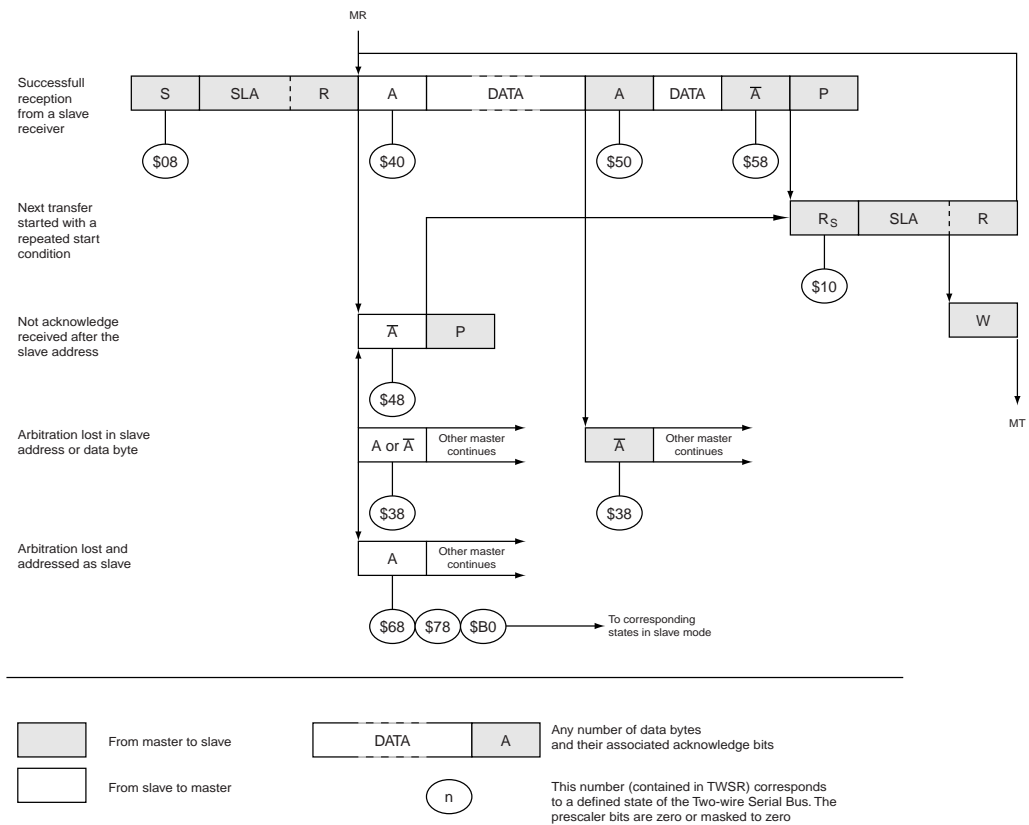 MR
Successfull
reception
from a slave
receiver
S SLA R A DATA A DATA A̅ P
$08 $40 $50 $58
Next transfer
started with a
repeated start
condition
RS SLA R
$10
Not acknowledge
received after the
slave address
A̅ P
W
$48
MT
Arbitration lost in slave
address or data byte
A or A̅
Other master
continues
A̅
Other master
continues
$38 $38
Arbitration lost and
addressed as slave
A
Other master
continues
$68 $78 $B0
To corresponding
states in slave mode
From master to slave
DATA A
Any number of data bytes
and their associated acknowledge bits
From slave to master
n
This number (contained in TWSR) corresponds
to a defined state of the Two-wire Serial Bus. The
prescaler bits are zero or masked to zero